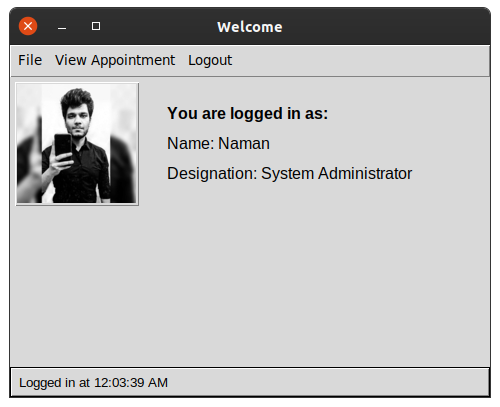 Welcome
File View Appointment Logout
You are logged in as:
Name: Naman
Designation: System Administrator
Logged in at 12:03:39 AM